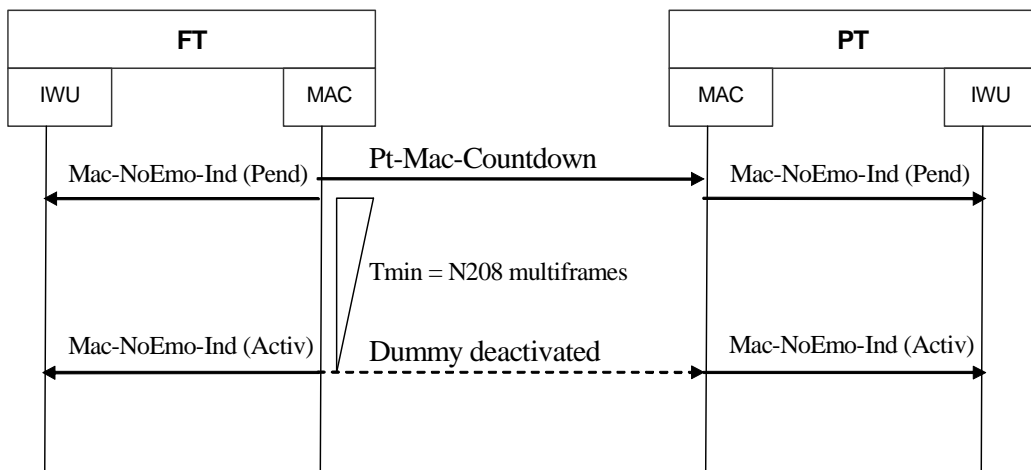 FT PT
IWU MAC MAC IWU
Pt-Mac-Countdown
Mac-NoEmo-Ind (Pend) Mac-NoEmo-Ind (Pend)
Tmin = N208 multiframes
Mac-NoEmo-Ind (Activ) Dummy deactivated Mac-NoEmo-Ind (Activ)